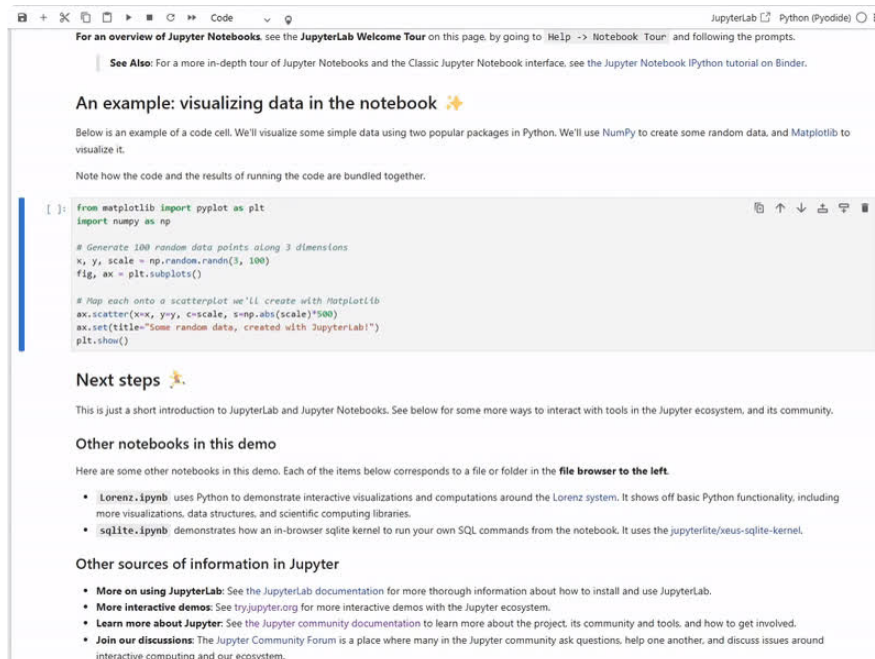 Code
JupyterLab Python (Pyodide)
For an overview of Jupyter Notebooks, see the JupyterLab Welcome Tour on this page, by going to Help -> Notebook Tour and following the prompts.
See Also: For a more in-depth tour of Jupyter Notebooks and the Classic Jupyter Notebook interface, see the Jupyter Notebook IPython tutorial on Binder.
An example: visualizing data in the notebook ✨
Below is an example of a code cell. We'll visualize some simple data using two popular packages in Python. We'll use NumPy to create some random data, and Matplotlib to
visualize it.
Note how the code and the results of running the code are bundled together.
[ ]: from matplotlib import pyplot as plt
import numpy as np
# Generate 100 random data points along 3 dimensions
x, y, scale = np.random.randn(3, 100)
fig, ax = plt.subplots()
# Map each onto a scatterplot we'll create with Matplotlib
ax.scatter(x=x, y=y, c=scale, s=np.abs(scale)*500)
ax.set(title="Some random data, created with JupyterLab!")
plt.show()
Next steps 🏃
This is just a short introduction to JupyterLab and Jupyter Notebooks. See below for some more ways to interact with tools in the Jupyter ecosystem, and its community.
Other notebooks in this demo
Here are some other notebooks in this demo. Each of the items below corresponds to a file or folder in the file browser to the left.
• Lorenz.ipynb uses Python to demonstrate interactive visualizations and computations around the Lorenz system. It shows off basic Python functionality, including
more visualizations, data structures, and scientific computing libraries.
• sqlite.ipynb demonstrates how an in-browser sqlite kernel to run your own SQL commands from the notebook. It uses the jupyterlite/xeus-sqlite-kernel.
Other sources of information in Jupyter
• More on using JupyterLab: See the JupyterLab documentation for more thorough information about how to install and use JupyterLab.
• More interactive demos: See try.jupyter.org for more interactive demos with the Jupyter ecosystem.
• Learn more about Jupyter: See the Jupyter community documentation to learn more about the project, its community and tools, and how to get involved.
• Join our discussions: The Jupyter Community Forum is a place where many in the Jupyter community ask questions, help one another, and discuss issues around
interactive computing and our ecosystem.